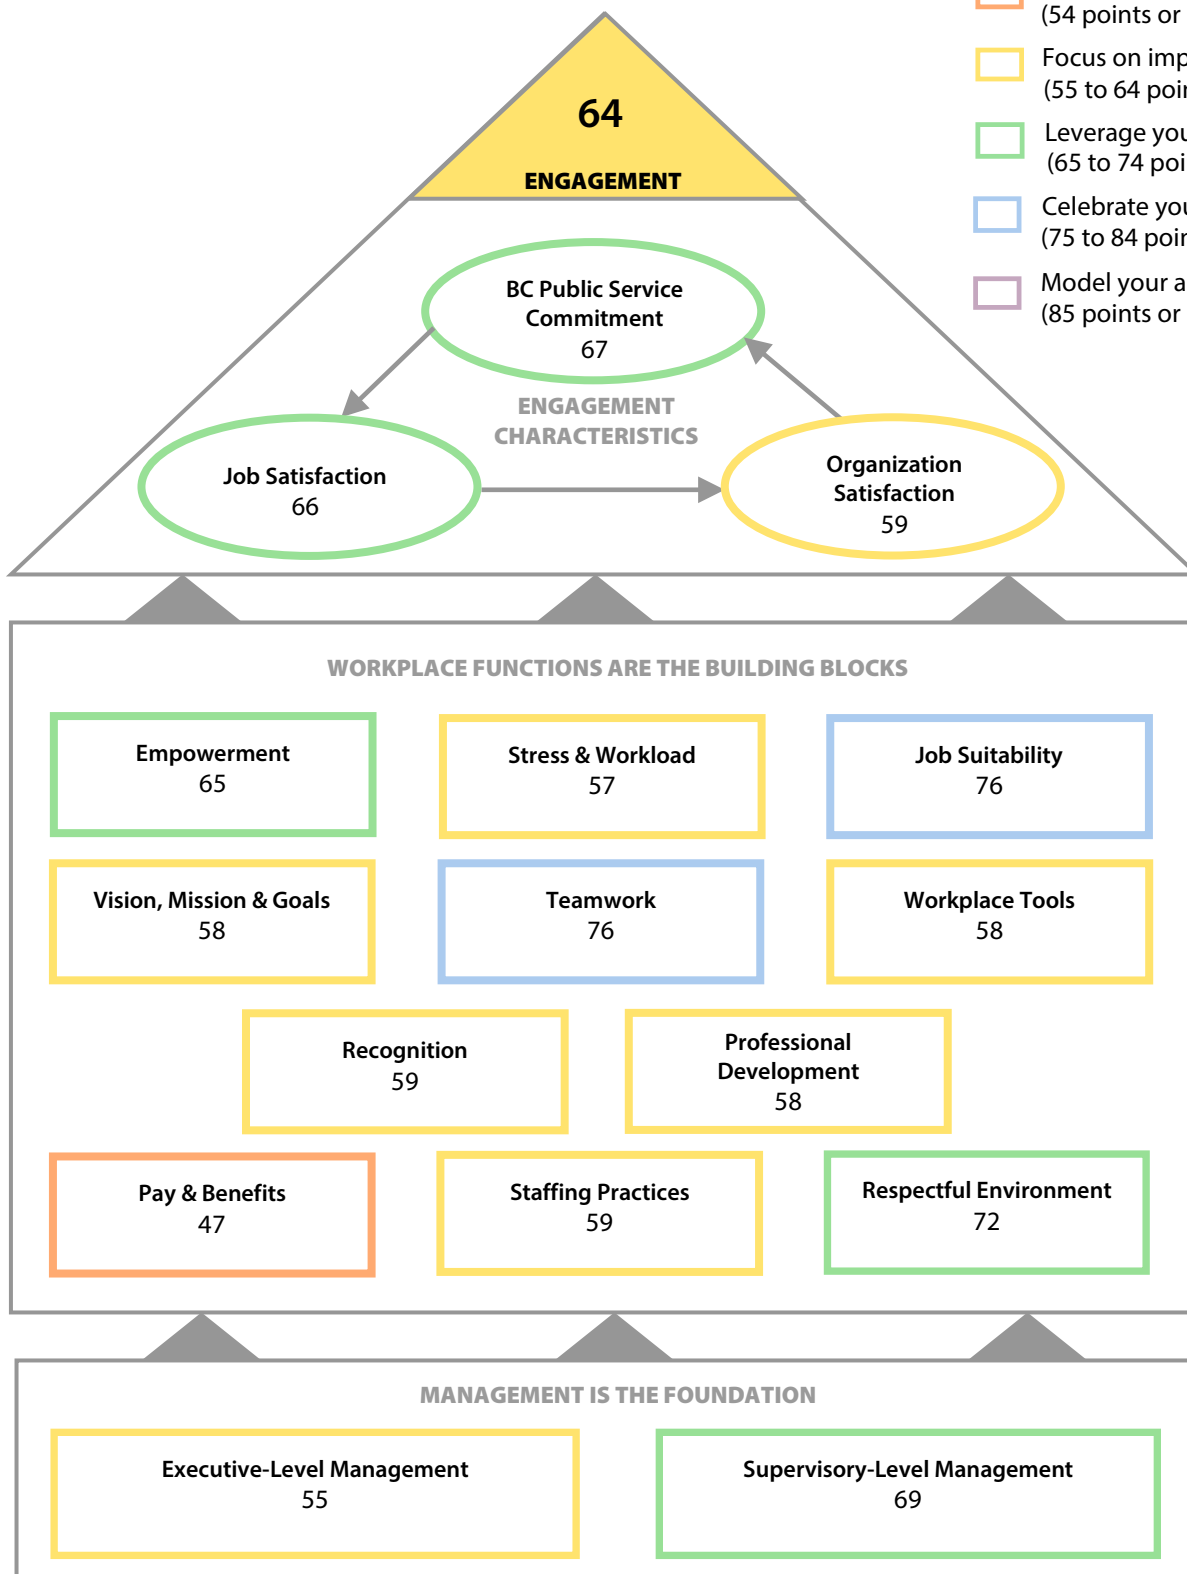 (54 points or
Focus on imp
(55 to 64 poin
Leverage you
(65 to 74 poi
Celebrate you
(75 to 84 poin
Model your a
(85 points or
64
ENGAGEMENT
BC Public Service
Commitment
67
ENGAGEMENT
CHARACTERISTICS
Job Satisfaction
66
Organization
Satisfaction
59
WORKPLACE FUNCTIONS ARE THE BUILDING BLOCKS
Empowerment
65
Stress & Workload
57
Job Suitability
76
Vision, Mission & Goals
58
Teamwork
76
Workplace Tools
58
Recognition
59
Professional
Development
58
Pay & Benefits
47
Staffing Practices
59
Respectful Environment
72
MANAGEMENT IS THE FOUNDATION
Executive-Level Management
55
Supervisory-Level Management
69